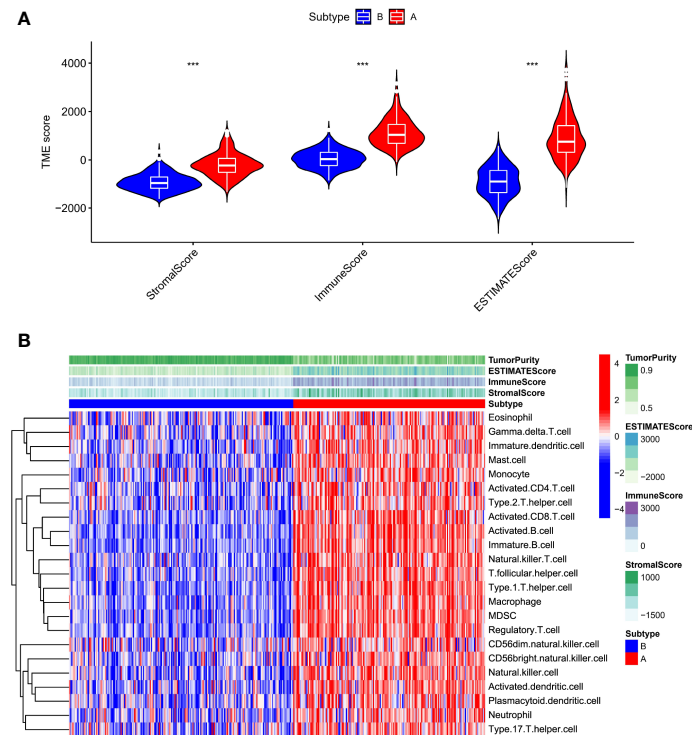 A
Subtype B A
***
***
***
4000
2000
0
−2000
TME score
StromalScore
ImmuneScore
ESTIMATEScore
B
TumorPurity
ESTIMATEScore
ImmuneScore
StromalScore
Subtype
Eosinophil
Gamma.delta.T.cell
Immature.dendritic.cell
Mast.cell
Monocyte
Activated.CD4.T.cell
Type.2.T.helper.cell
Activated.CD8.T.cell
Activated.B.cell
Immature.B.cell
Natural.killer.T.cell
T.follicular.helper.cell
Type.1.T.helper.cell
Macrophage
MDSC
Regulatory.T.cell
CD56dim.natural.killer.cell
CD56bright.natural.killer.cell
Natural.killer.cell
Activated.dendritic.cell
Plasmacytoid.dendritic.cell
Neutrophil
Type.17.T.helper.cell
4
2
0
−2
−4
TumorPurity
0.9
0.5
ESTIMATEScore
3000
−2000
ImmuneScore
3000
0
StromalScore
1000
−1500
Subtype
B
A